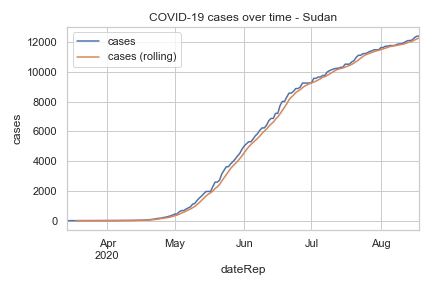 COVID-19 cases over time - Sudan
cases
cases (rolling)
12000
10000
8000
6000
4000
2000
0
cases
Apr
2020
May
Jun
Jul
Aug
dateRep